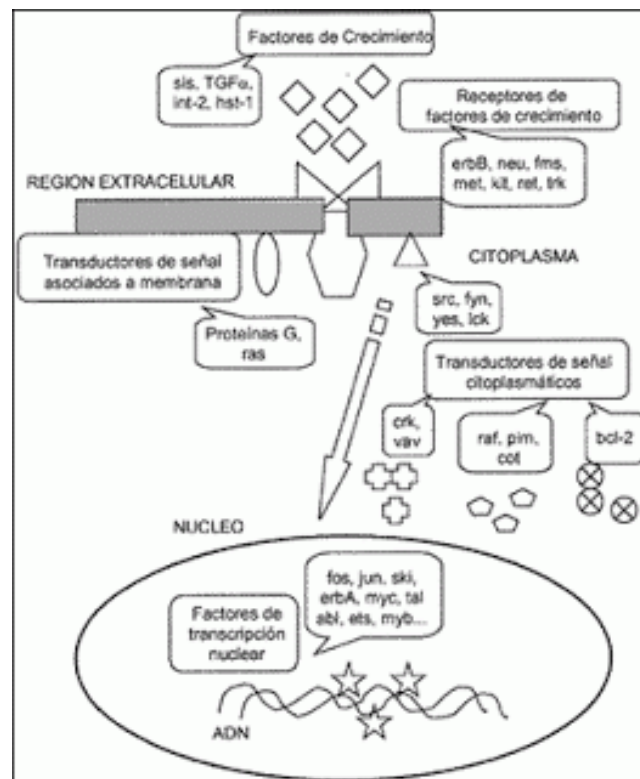 Factores de Crecimiento
sis, TGFα,
int-2, hst-1
Receptores de
factores de crecimiento
erbB, neu, fms,
met, kit, ret, trk
REGION EXTRACELULAR
Transductores de señal
asociados a membrana
CITOPLASMA
src, fyn,
yes, lck
Proteínas G,
ras
Transductores de señal
citoplasmáticos
crk,
vav
raf, pim,
cot
bcl-2
NUCLEO
fos, jun, ski,
erbA, myc, tal
abl, ets, myb...
Factores de
transcripción
nuclear
ADN